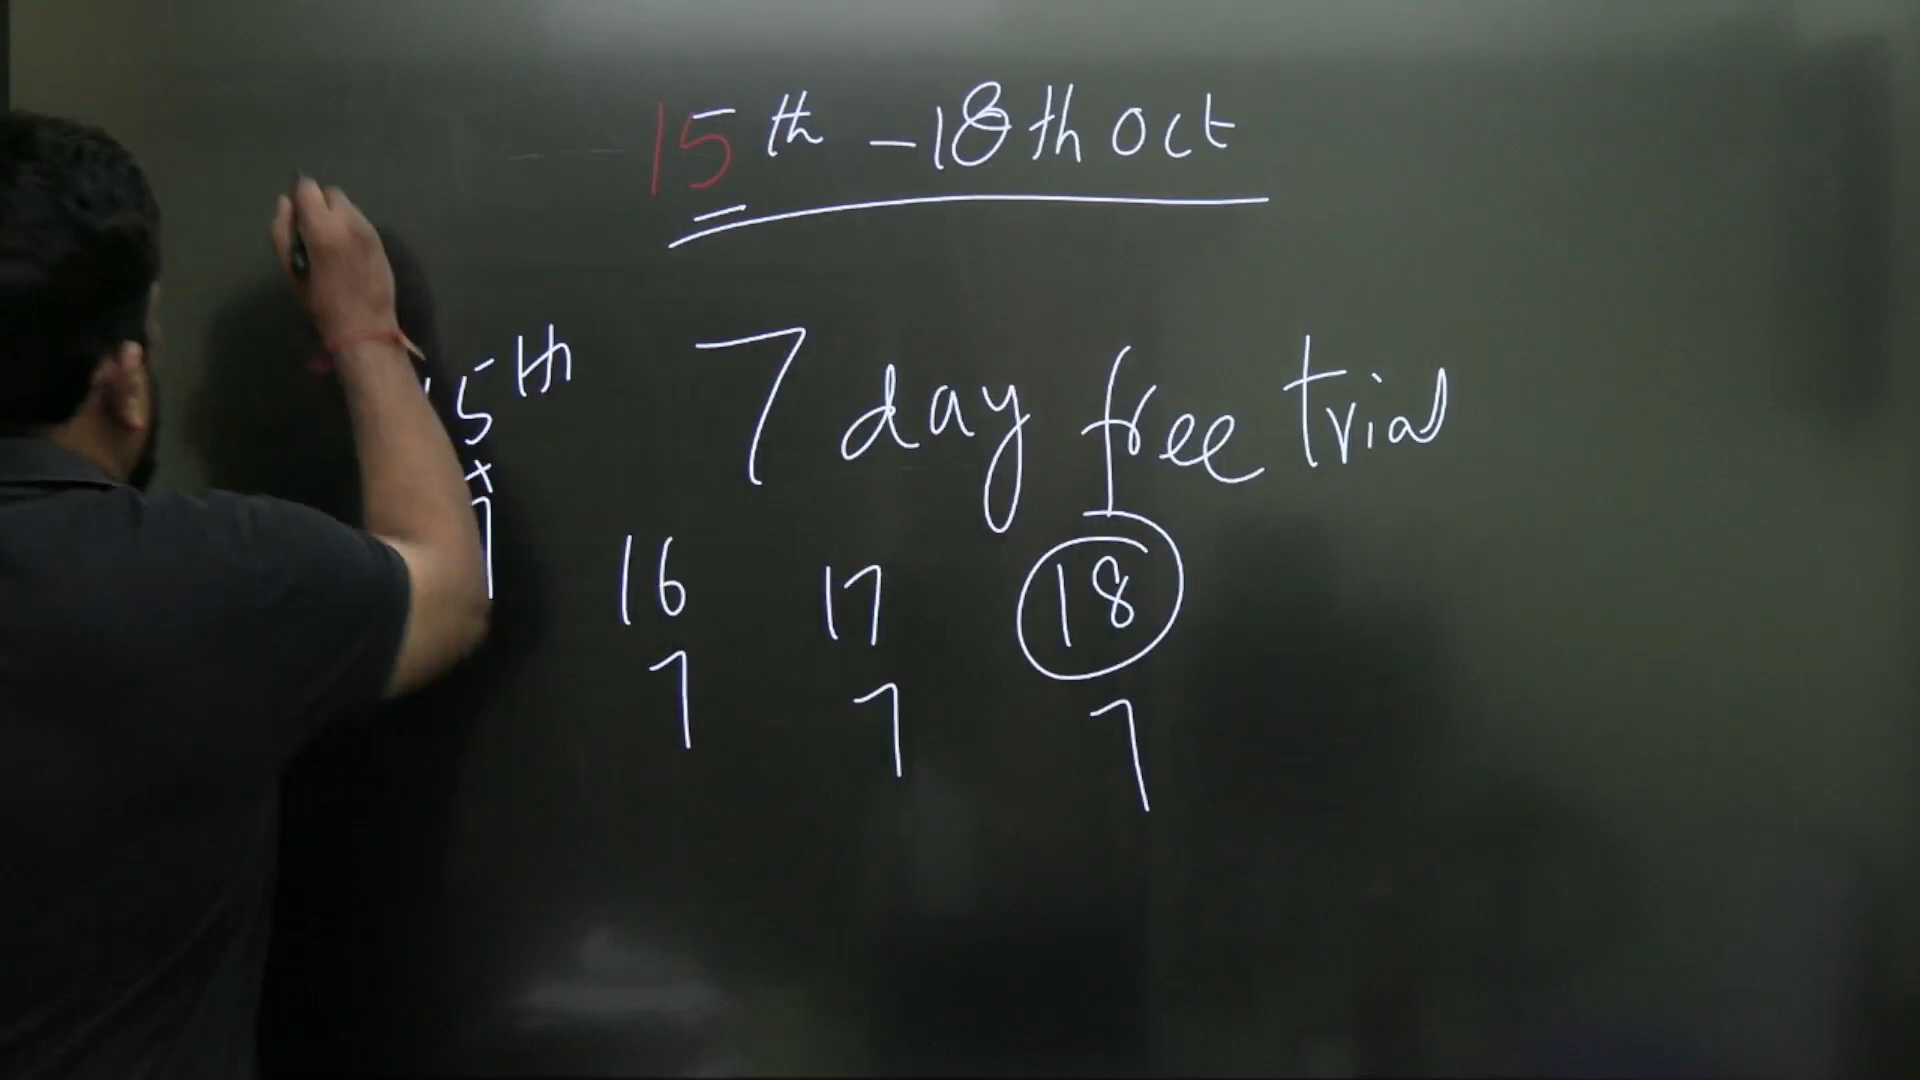 15th - 18th Oct
15th 7 day free trial
+
7 16 17 18
7 7 7